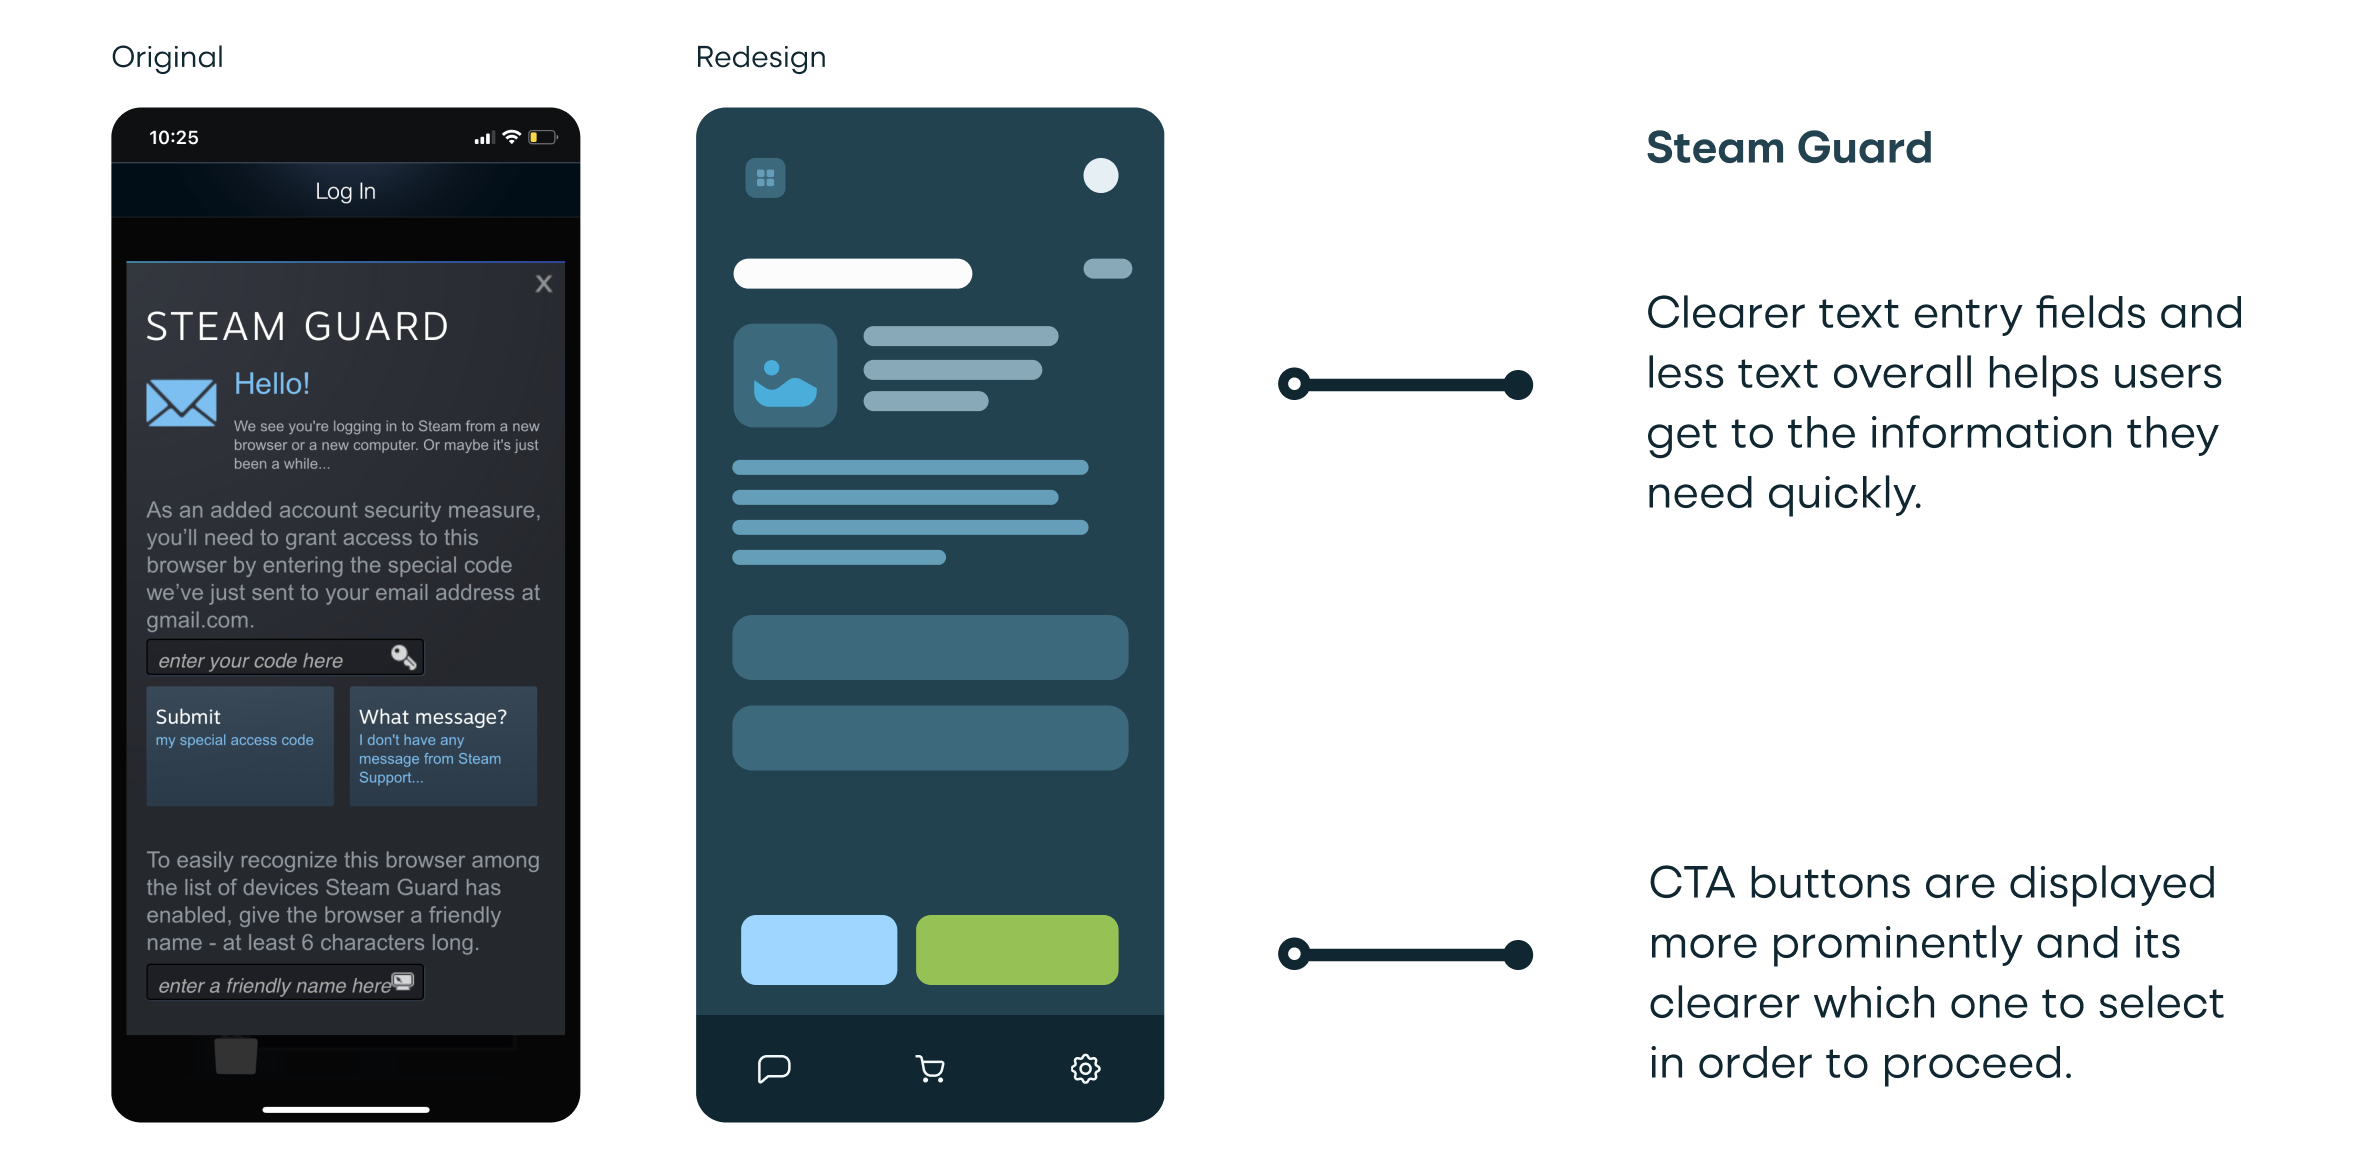 Original
Redesign
10:25
Log In
X
STEAM GUARD
Hello!
We see you're logging in to Steam from a new
browser or a new computer. Or maybe it's just
been a while...
As an added account security measure,
you'll need to grant access to this
browser by entering the special code
we've just sent to your email address at
gmail.com.
enter your code here
Submit
my special access code
What message?
I don't have any
message from Steam
Support...
To easily recognize this browser among
the list of devices Steam Guard has
enabled, give the browser a friendly
name - at least 6 characters long.
enter a friendly name here
Steam Guard
Clearer text entry fields and
less text overall helps users
get to the information they
need quickly.
CTA buttons are displayed
more prominently and its
clearer which one to select
in order to proceed.